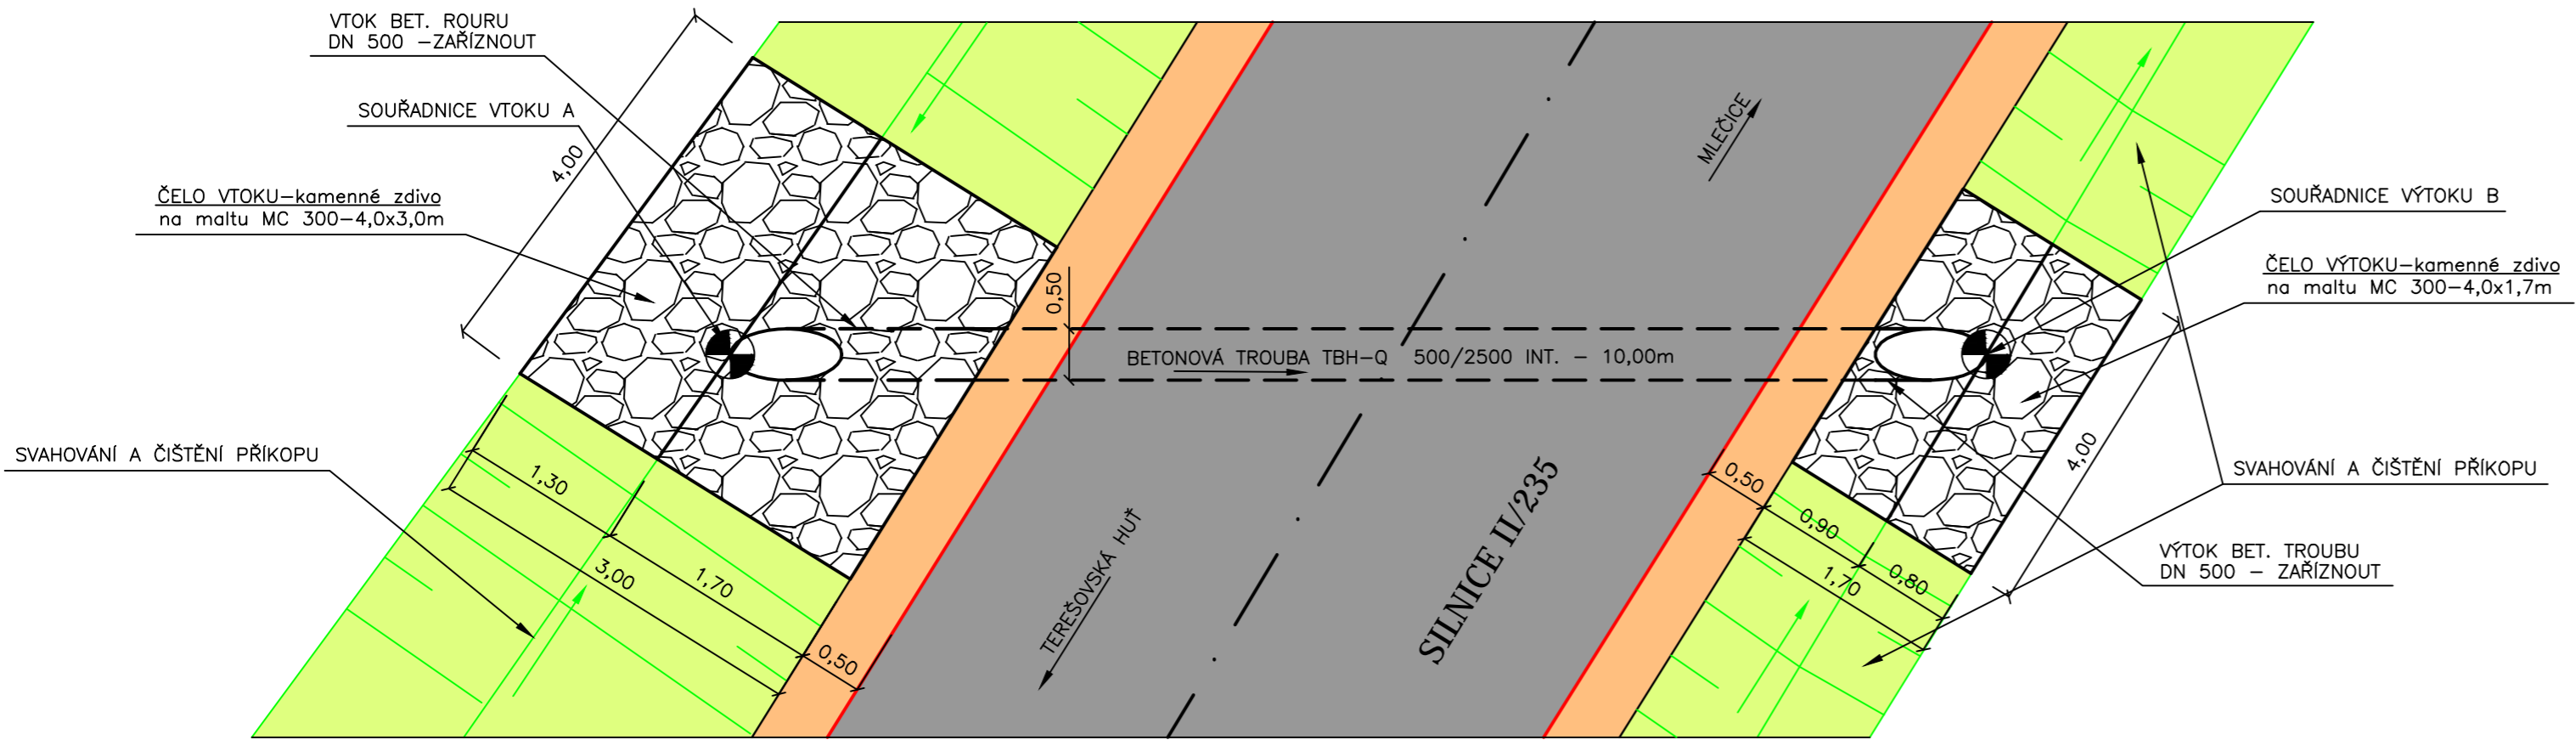 VTOK BET. ROURU
DN 500 -ZAŘÍZNOUT
SOUŘADNICE VTOKU A
4,00
ČELO VTOKU-kamenné zdivo
na maltu MC 300-4,0x3,0m
SVAHOVÁNÍ A ČIŠTĚNÍ PŘÍKOPU
1,30
3,00
1,70
0,50
0,50
BETONOVÁ TROUBA TBH-Q 500/2500 INT. - 10,00m
MLEČICE
TEREŠOVSKÁ HUŤ
SILNICE II/235
SOUŘADNICE VÝTOKU B
ČELO VÝTOKU-kamenné zdivo
na maltu MC 300-4,0x1,7m
4,00
SVAHOVÁNÍ A ČIŠTĚNÍ PŘÍKOPU
0,50
0,90
0,80
1,70
VÝTOK BET. TROUBU
DN 500 - ZAŘÍZNOUT